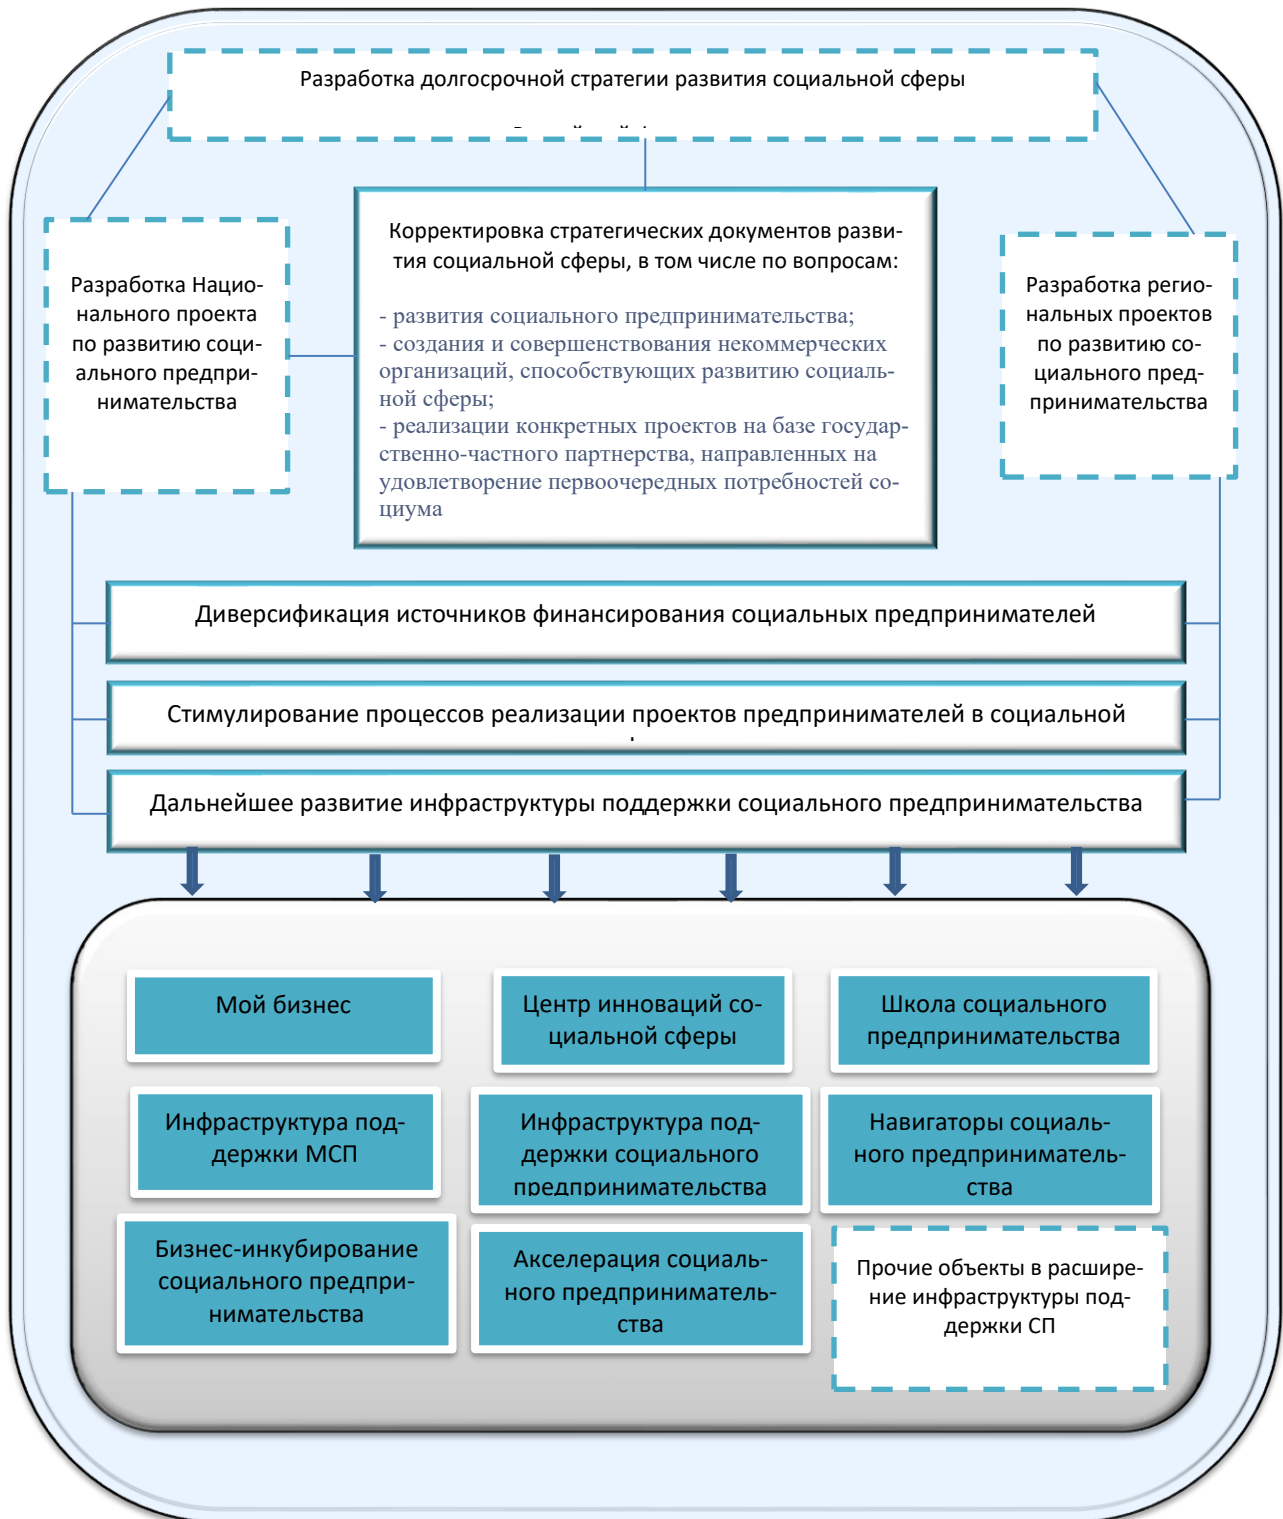 Разработка долгосрочной стратегии развития социальной сферы
Корректировка стратегических документов разви-
тия социальной сферы, в том числе по вопросам:
- развития социального предпринимательства;
- создания и совершенствования некоммерческих
организаций, способствующих развитию социаль-
ной сферы;
- реализации конкретных проектов на базе государ-
ственно-частного партнерства, направленных на
удовлетворение первоочередных потребностей со-
циума
Разработка Нацио-
нального проекта
по развитию соци-
ального предпри-
нимательства
Разработка регио-
нальных проектов
по развитию со-
циального пред-
принимательства
Диверсификация источников финансирования социальных предпринимателей
Стимулирование процессов реализации проектов предпринимателей в социальной
Дальнейшее развитие инфраструктуры поддержки социального предпринимательства
Мой бизнес
Центр инноваций со-
циальной сферы
Школа социального
предпринимательства
Инфраструктура под-
держки МСП
Инфраструктура под-
держки социального
предпринимательства
Навигаторы социаль-
ного предприниматель-
ства
Бизнес-инкубирование
социального предпри-
нимательства
Акселерация социаль-
ного предприниматель-
ства
Прочие объекты в расшире-
ние инфраструктуры под-
держки СП